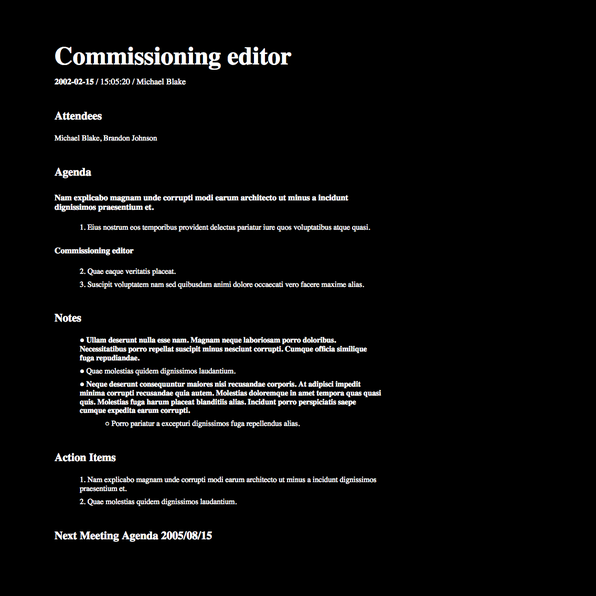 Commissioning editor
2002-02-15 / 15:05:20 / Michael Blake
Attendees
Michael Blake, Brandon Johnson
Agenda
Nam explicabo magnam unde corrupti modi earum architecto ut minus a incidunt
dignissimos praesentium et.
1. Eius nostrum eos temporibus provident delectus pariatur iure quos voluptatibus atque quasi.
Commissioning editor
2. Quae eaque veritatis placeat.
3. Suscipit voluptatem nam sed quibusdam animi dolore occaecati vero facere maxime alias.
Notes
● Ullam deserunt nulla esse nam. Magnam neque laboriosam porro doloribus.
Necessitatibus porro repellat suscipit minus nesciunt corrupti. Cumque officia similique
fuga repudiandae.
● Quae molestias quidem dignissimos laudantium.
● Neque deserunt consequuntur maiores nisi recusandae corporis. At adipisci impedit
minima corrupti recusandae quia autem. Molestias doloremque in amet tempora quas quasi
quis. Molestias fuga harum placeat blanditiis alias. Incidunt porro perspiciatis saepe
cumque expedita earum corrupti.
○ Porro pariatur a excepturi dignissimos fuga repellendus alias.
Action Items
1. Nam explicabo magnam unde corrupti modi earum architecto ut minus a incidunt dignissimos
praesentium et.
2. Quae molestias quidem dignissimos laudantium.
Next Meeting Agenda 2005/08/15